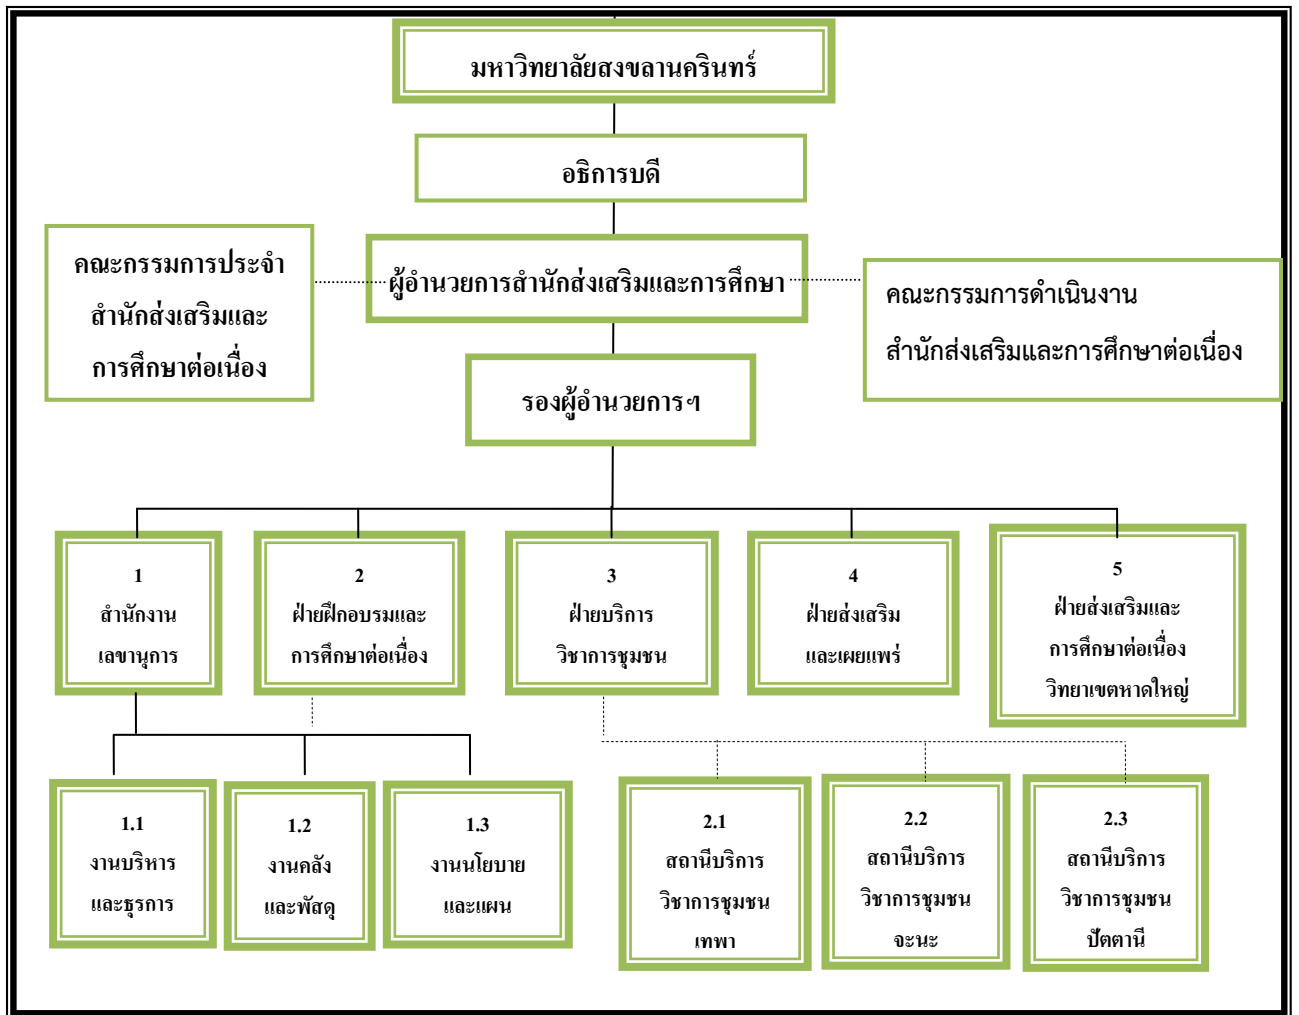 มหาวิทยาลัยสงขลานครินทร์
อธิการบดี
คณะกรรมการประจำ
สำนักส่งเสริมและ
การศึกษาต่อเนื่อง
ผู้อำนวยการสำนักส่งเสริมและการศึกษา
คณะกรรมการดำเนินงาน
สำนักส่งเสริมและการศึกษาต่อเนื่อง
รองผู้อำนวยการฯ
1
สำนักงาน
เลขานุการ
2
ฝ่ายฝึกอบรมและ
การศึกษาต่อเนื่อง
3
ฝ่ายบริการ
วิชาการชุมชน
4
ฝ่ายส่งเสริม
และเผยแพร่
5
ฝ่ายส่งเสริมและ
การศึกษาต่อเนื่อง
วิทยาเขตหาดใหญ่
1.1
งานบริหาร
และธุรการ
1.2
งานคลัง
และพัสดุ
1.3
งานนโยบาย
และแผน
2.1
สถานีบริการ
วิชาการชุมชน
เทพา
2.2
สถานีบริการ
วิชาการชุมชน
จะนะ
2.3
สถานีบริการ
วิชาการชุมชน
ปัตตานี